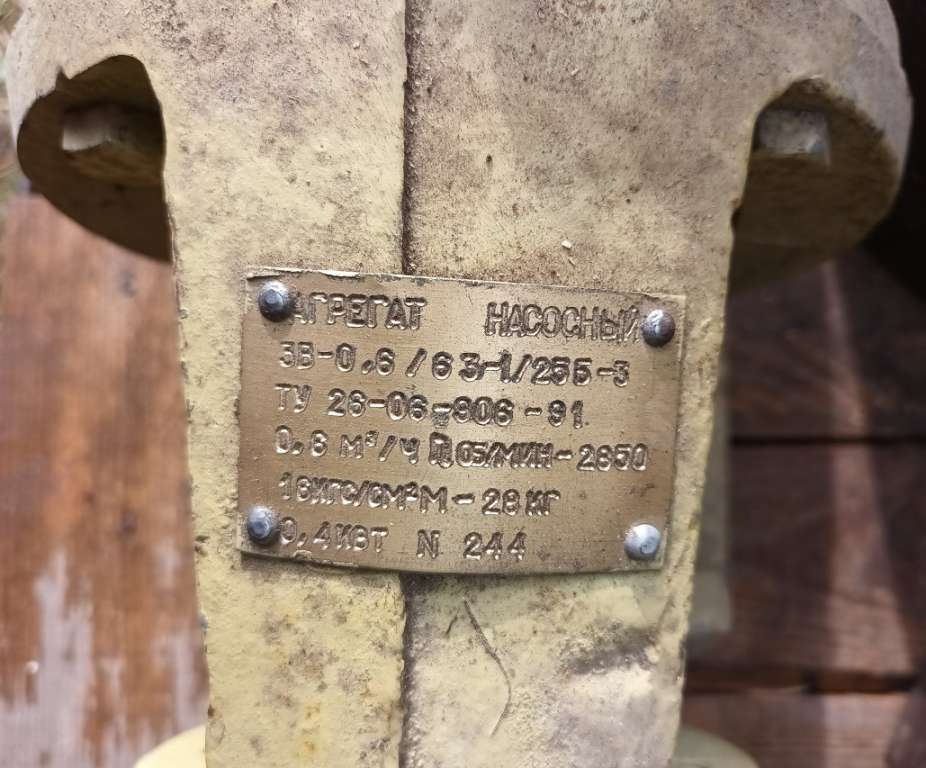 АГРЕГАТ НАСОСНЫЙ
3В-0,6/63-1/25Б-3
ТУ 26-06-906-91
0,6 М³/Ч ОБ/МИН-2850
16КГС/СМ² М-28КГ
0,4КВТ N 244